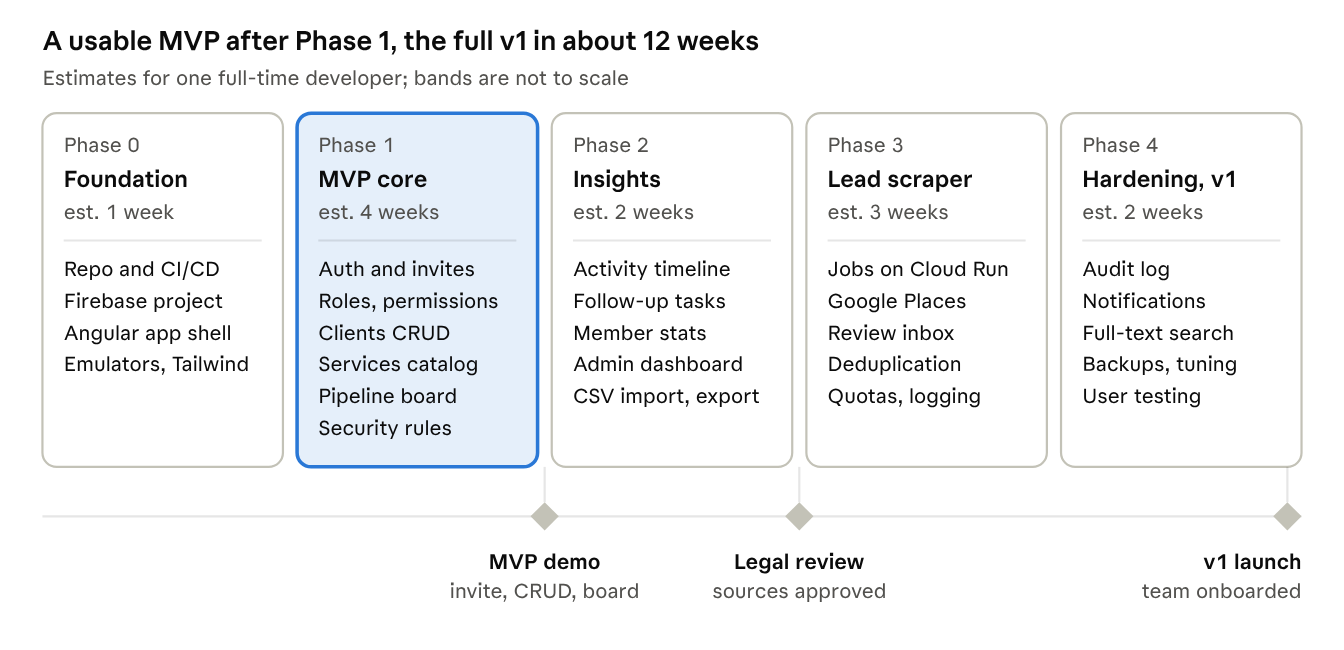 A usable MVP after Phase 1, the full v1 in about 12 weeks
Estimates for one full-time developer; bands are not to scale
Phase 0
Foundation
est. 1 week
Repo and CI/CD
Firebase project
Angular app shell
Emulators, Tailwind
Phase 1
MVP core
est. 4 weeks
Auth and invites
Roles, permissions
Clients CRUD
Services catalog
Pipeline board
Security rules
Phase 2
Insights
est. 2 weeks
Activity timeline
Follow-up tasks
Member stats
Admin dashboard
CSV import, export
Phase 3
Lead scraper
est. 3 weeks
Jobs on Cloud Run
Google Places
Review inbox
Deduplication
Quotas, logging
Phase 4
Hardening, v1
est. 2 weeks
Audit log
Notifications
Full-text search
Backups, tuning
User testing
MVP demo
invite, CRUD, board
Legal review
sources approved
v1 launch
team onboarded